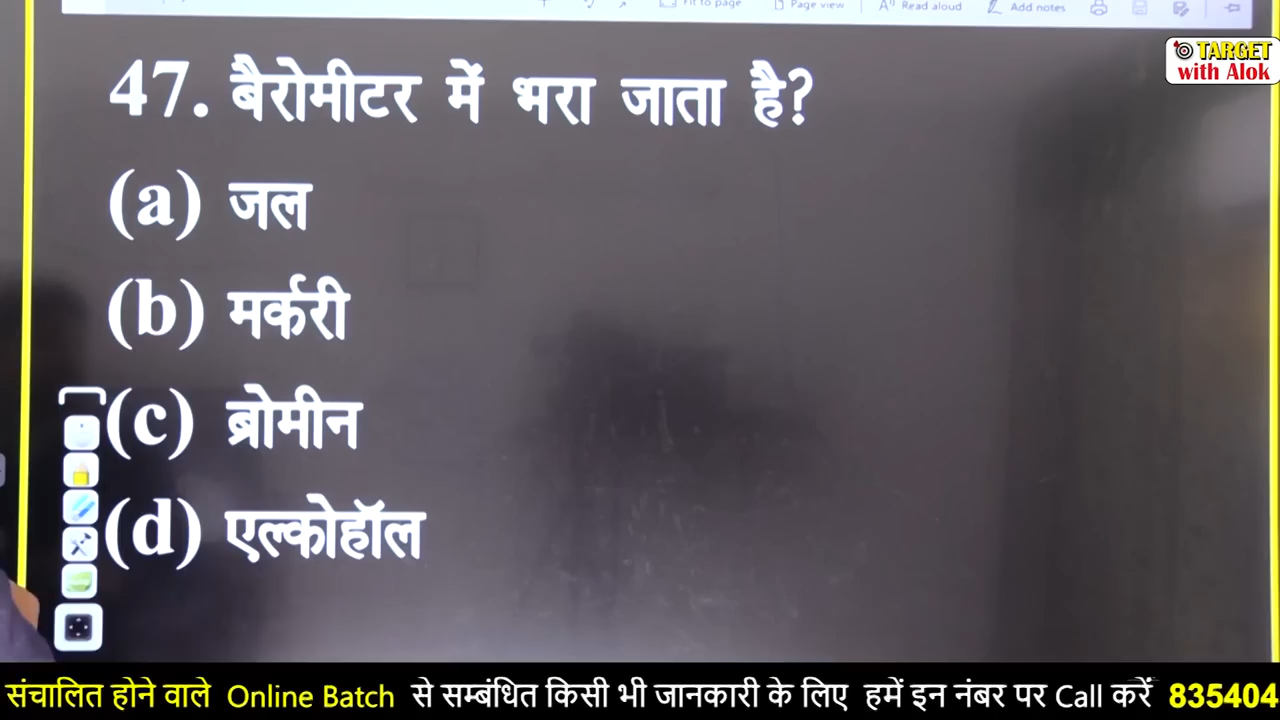 Fit to page Page view Read aloud Add notes
TARGET
with Alok
47. बैरोमीटर में भरा जाता है?
(a) जल
(b) मर्करी
(c) ब्रोमीन
(d) एल्कोहॉल
संचालित होने वाले Online Batch से सम्बंधित किसी भी जानकारी के लिए हमें इन नंबर पर Call करें 835404